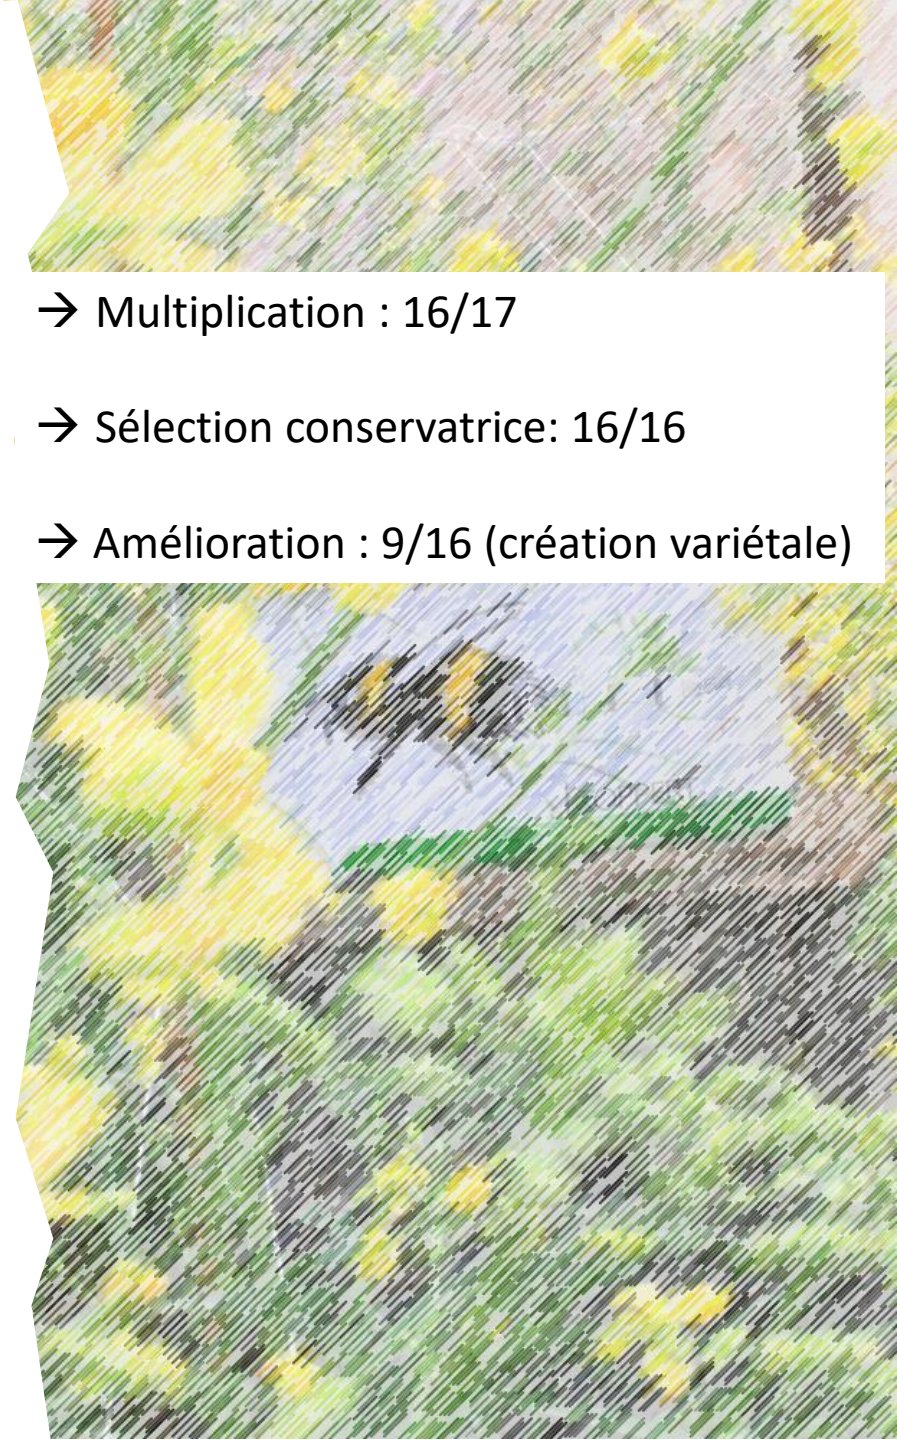 → Multiplication : 16/17
→ Sélection conservatrice: 16/16
→ Amélioration : 9/16 (création variétale)